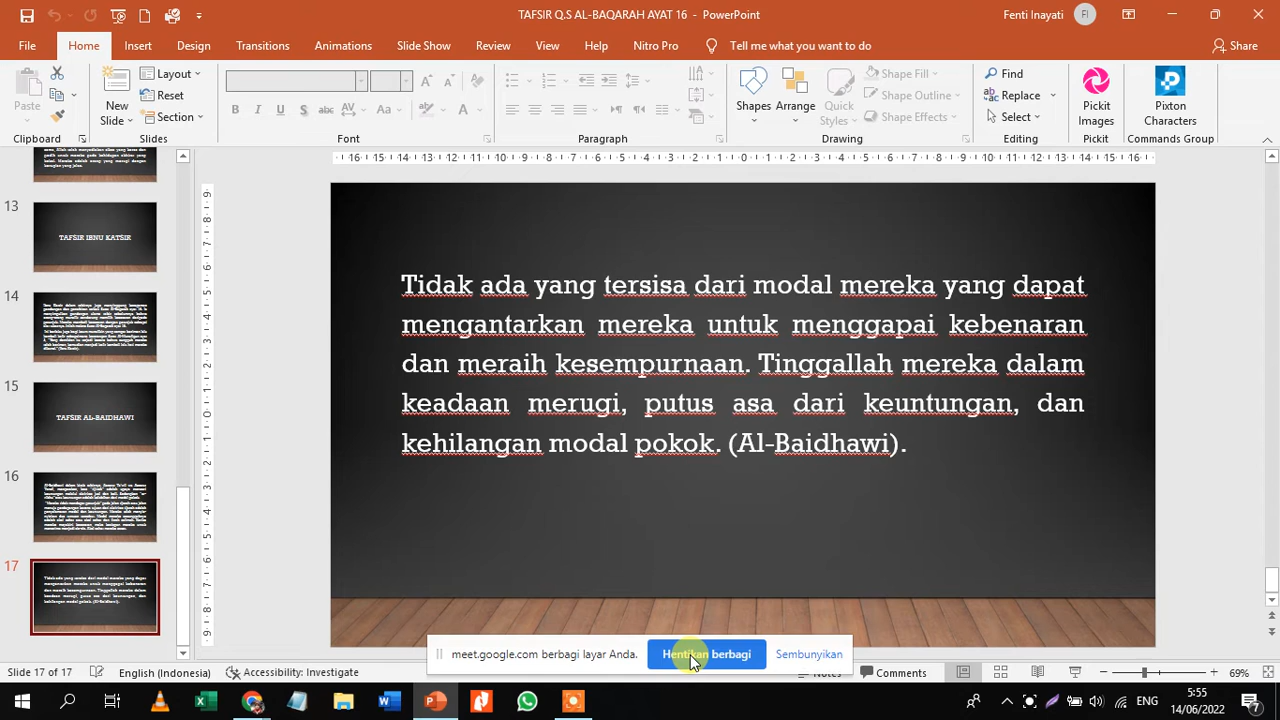 TAFSIR Q.S AL-BAQARAH AYAT 16 - PowerPoint
Fenti Inayati
FI
File Home Insert Design Transitions Animations Slide Show Review View Help Nitro Pro Tell me what you want to do Share
Paste
Clipboard
New Slide
Layout
Reset
Section
Slides
Font
Paragraph
Shapes
Arrange
Quick Styles
Shape Fill
Shape Outline
Shape Effects
Drawing
Find
Replace
Select
Editing
Pickit Images
Pickit
Pixton Characters
Commands Group
13
TAFSIR IBNU KATSIR
14
15
TAFSIR AL-BAIDHAWI
16
17
Tidak ada yang tersisa dari modal mereka yang dapat
mengantarkan mereka untuk menggapai kebenaran
dan meraih kesempurnaan. Tinggallah mereka dalam
keadaan merugi, putus asa dari keuntungan, dan
kehilangan modal pokok. (Al-Baidhawi).
meet.google.com berbagi layar Anda.
Hentikan berbagi
Sembunyikan
Slide 17 of 17
Indonesian (Indonesia)
Accessibility: Investigate
Notes
Comments
69%
ENG
5:55
14/06/2022